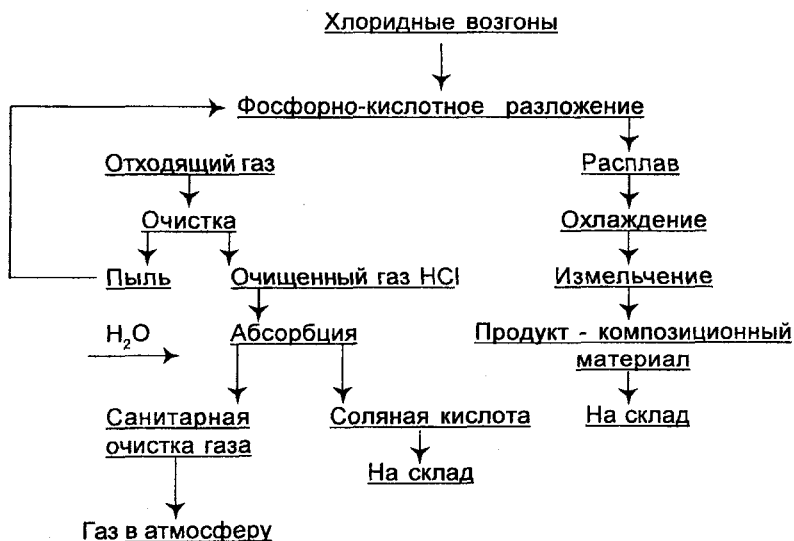 Хлоридные возгоны
Фосфорно-кислотное разложение
Отходящий газ
Расплав
Очистка
Охлаждение
Пыль
Очищенный газ HCl
Измельчение
H₂O
Абсорбция
Продукт - композиционный
материал
Санитарная
очистка газа
Соляная кислота
На склад
На склад
Газ в атмосферу